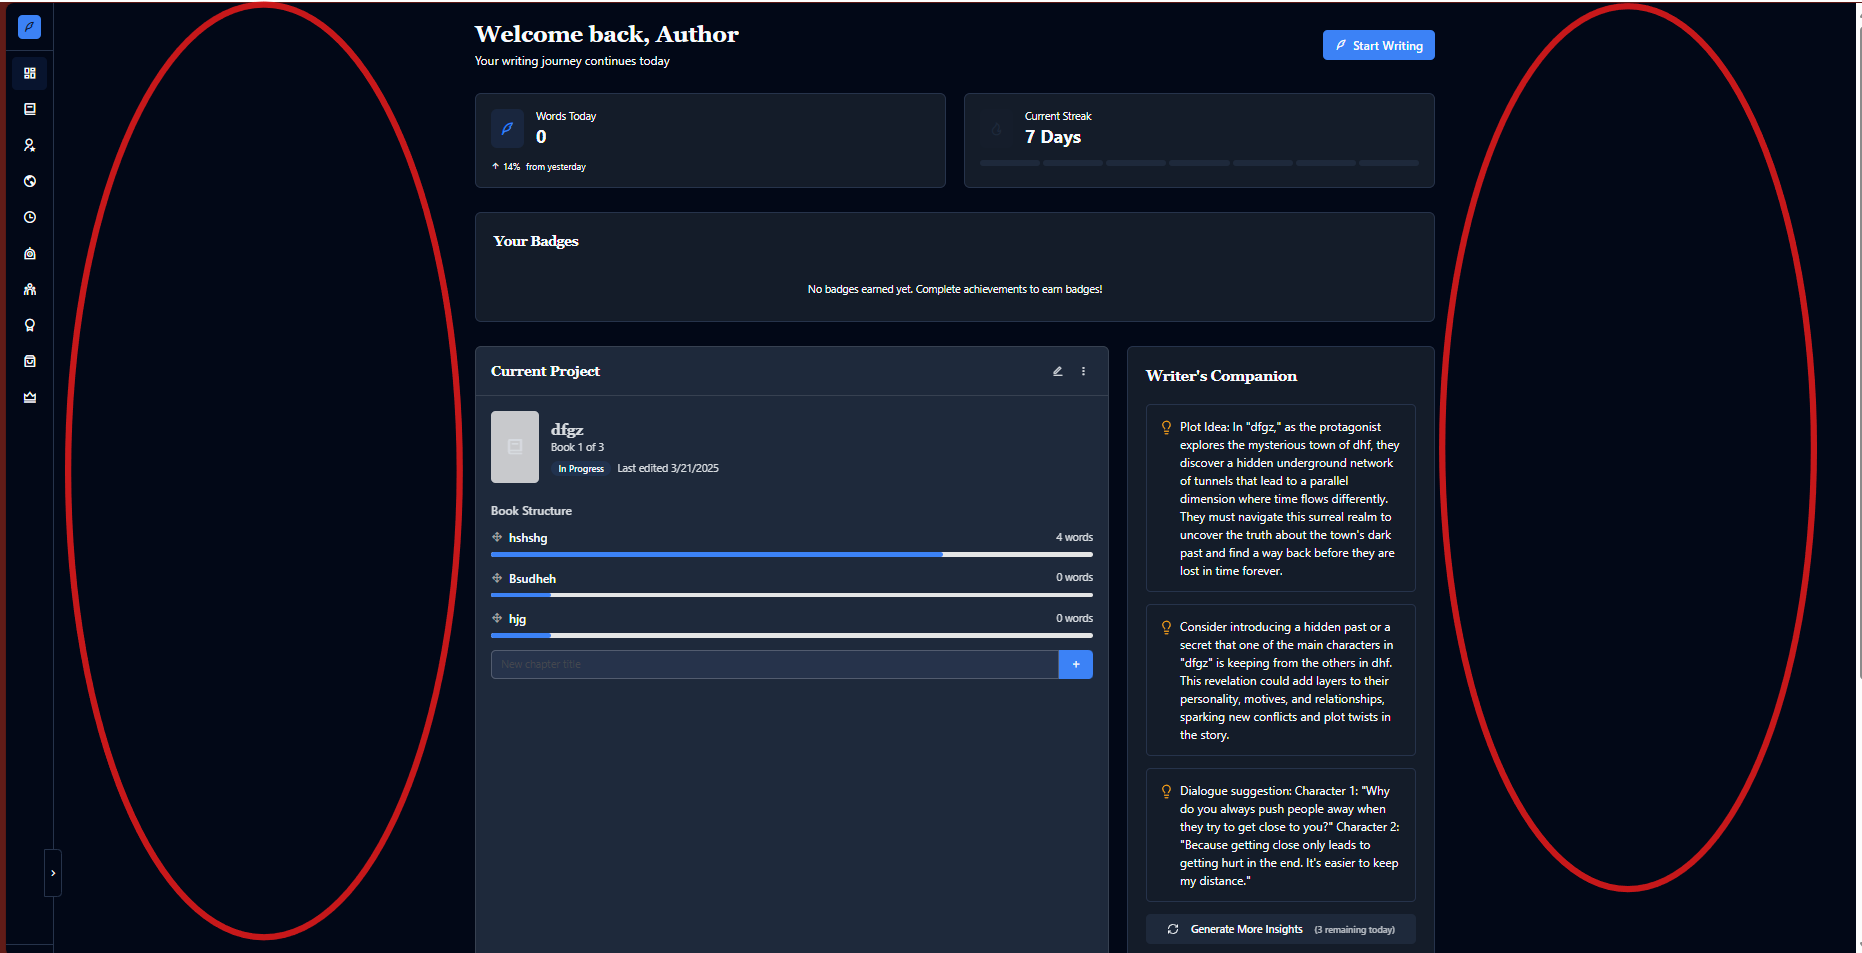 Welcome back, Author
Your writing journey continues today
Start Writing
Words Today
0
14% from yesterday
Current Streak
7 Days
Your Badges
No badges earned yet. Complete achievements to earn badges!
Current Project
dfgz
Book 1 of 3
In Progress Last edited 3/21/2025
Book Structure
hshshg 4 words
Bsudheh 0 words
hjg 0 words
New chapter title
+
Writer's Companion
Plot Idea: In "dfgz," as the protagonist
explores the mysterious town of dhf, they
discover a hidden underground network
of tunnels that lead to a parallel
dimension where time flows differently.
They must navigate this surreal realm to
uncover the truth about the town's dark
past and find a way back before they are
lost in time forever.
Consider introducing a hidden past or a
secret that one of the main characters in
"dfgz" is keeping from the others in dhf.
This revelation could add layers to their
personality, motives, and relationships,
sparking new conflicts and plot twists in
the story.
Dialogue suggestion: Character 1: "Why
do you always push people away when
they try to get close to you?" Character 2:
"Because getting close only leads to
getting hurt in the end. It's easier to keep
my distance."
Generate More Insights (3 remaining today)